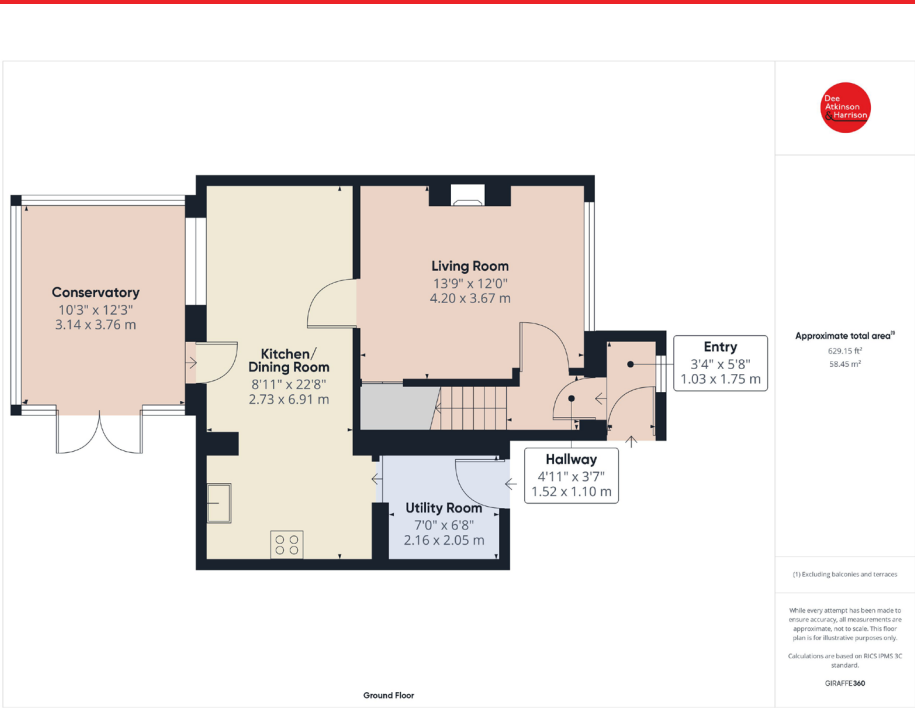 Dee
Atkinson
& Harrison
Conservatory
10'3" x 12'3"
3.14 x 3.76 m
Kitchen/
Dining Room
8'11" x 22'8"
2.73 x 6.91 m
Living Room
13'9" x 12'0"
4.20 x 3.67 m
Entry
3'4" x 5'8"
1.03 x 1.75 m
Hallway
4'11" x 3'7"
1.52 x 1.10 m
Utility Room
7'0" x 6'8"
2.16 x 2.05 m
Ground Floor
Approximate total area⁽¹⁾
629.15 ft²
58.45 m²
(1) Excluding balconies and terraces
While every attempt has been made to
ensure accuracy, all measurements are
approximate, not to scale. This floor
plan is for illustrative purposes only.
Calculations are based on RICS IPMS 3C
standard.
GIRAFFE360